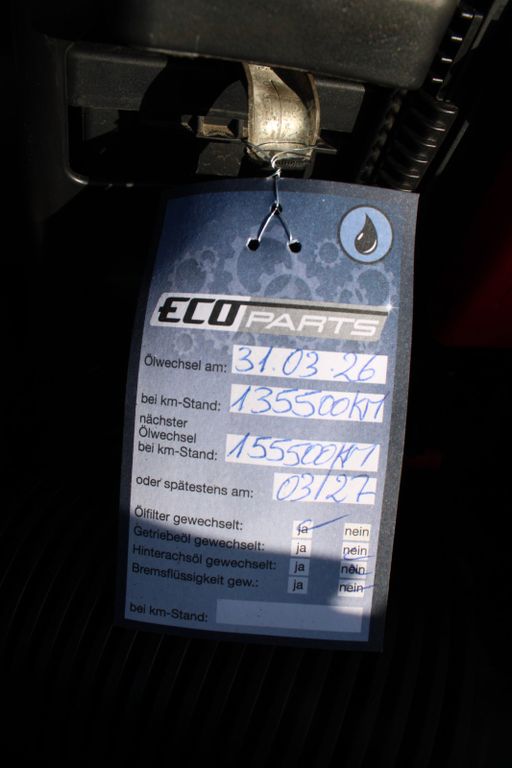 ECO PARTS
Ölwechsel am: 31.03.26
bei km-Stand: 135500KM
nächster
Ölwechsel
bei km-Stand: 155500KM
oder spätestens am: 03/27
Ölfilter gewechselt: ja nein
Getriebeöl gewechselt: ja nein
Hinterachsöl gewechselt: ja nein
Bremsflüssigkeit gew.: ja nein
bei km-Stand: